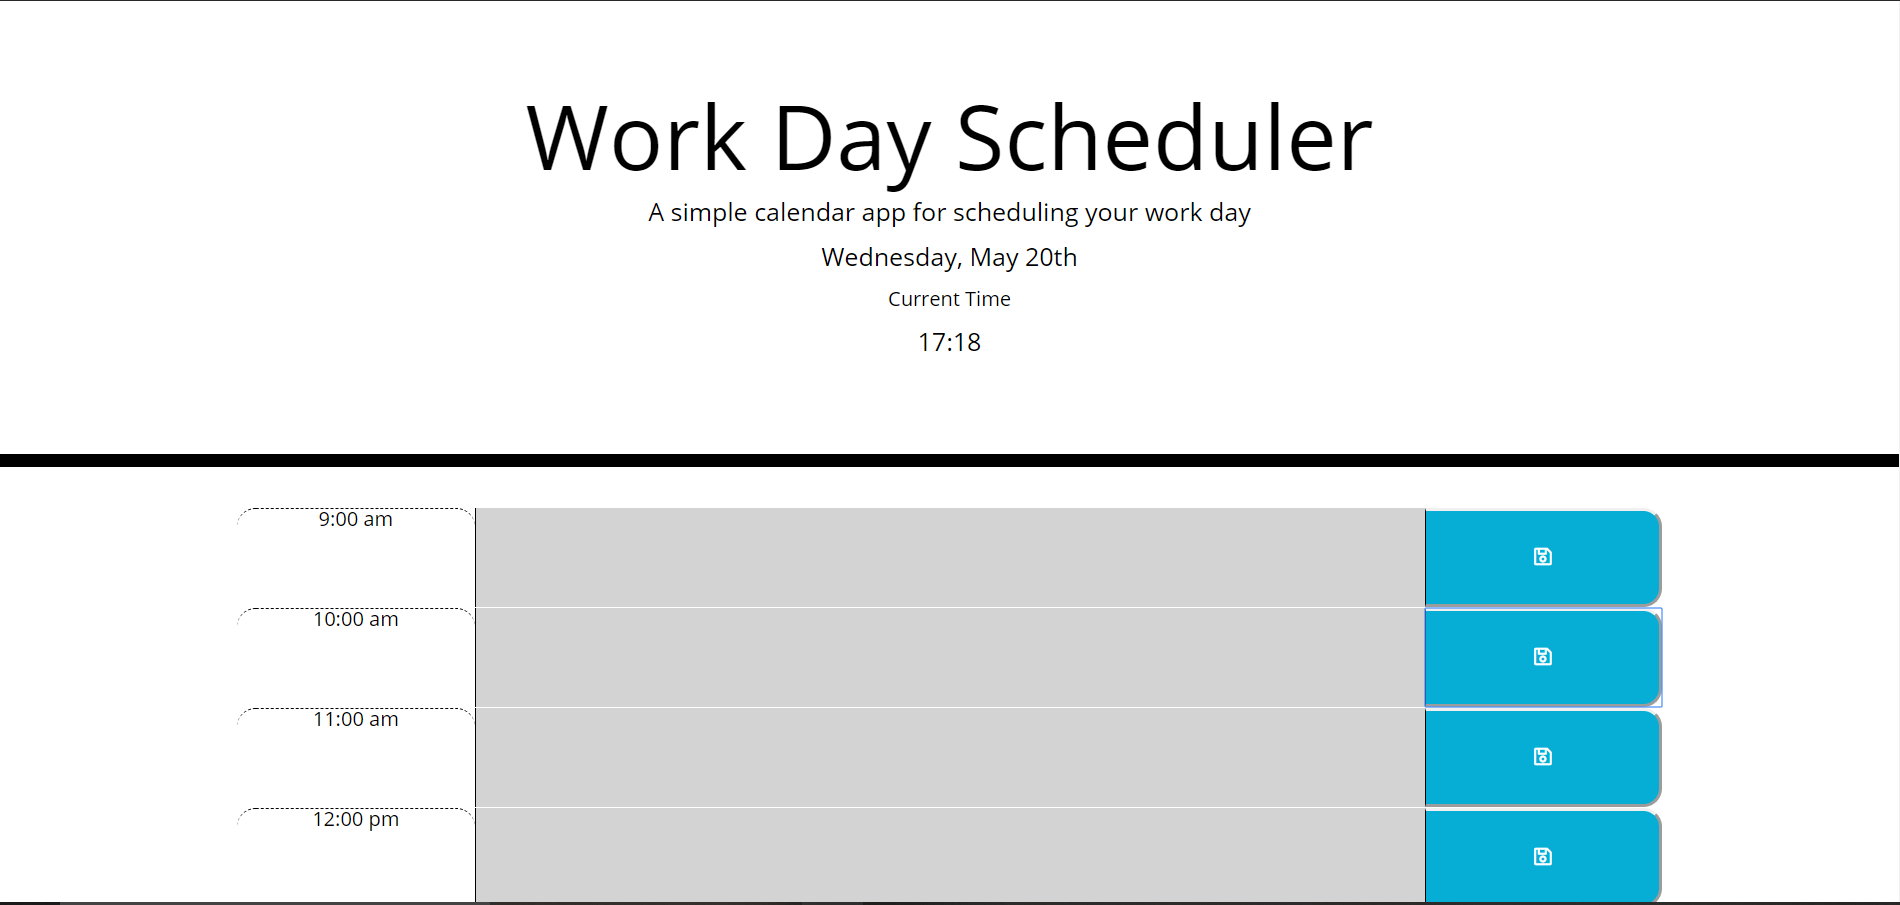 Work Day Scheduler
A simple calendar app for scheduling your work day
Wednesday, May 20th
Current Time
17:18
9:00 am
10:00 am
11:00 am
12:00 pm